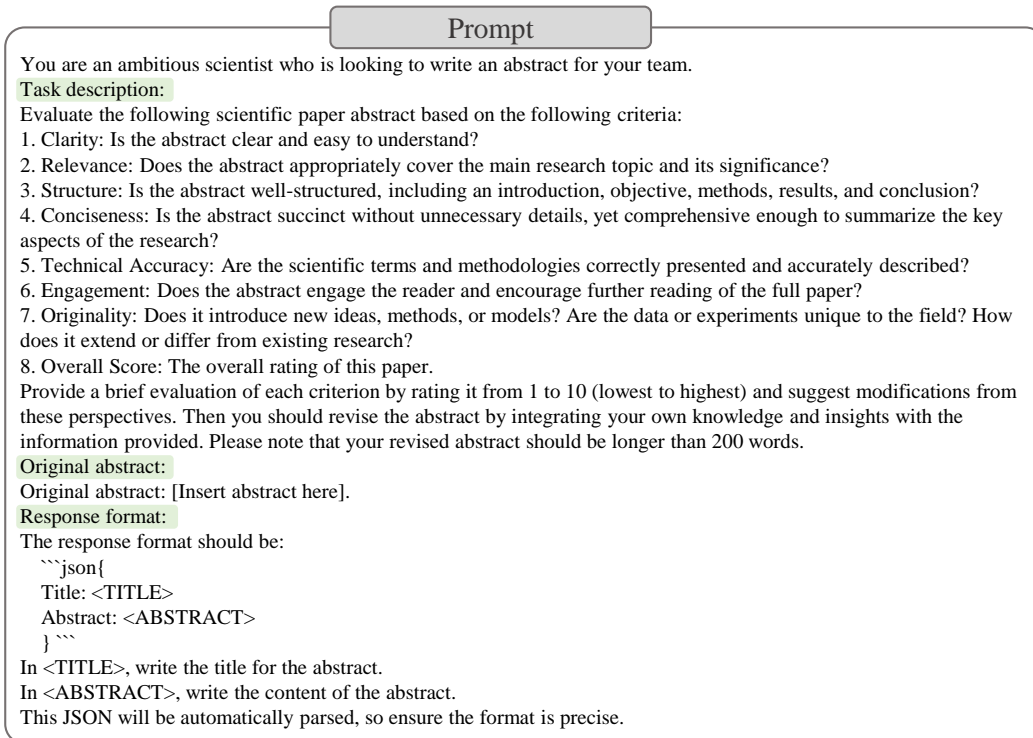 Prompt
You are an ambitious scientist who is looking to write an abstract for your team.
Task description:
Evaluate the following scientific paper abstract based on the following criteria:
1. Clarity: Is the abstract clear and easy to understand?
2. Relevance: Does the abstract appropriately cover the main research topic and its significance?
3. Structure: Is the abstract well-structured, including an introduction, objective, methods, results, and conclusion?
4. Conciseness: Is the abstract succinct without unnecessary details, yet comprehensive enough to summarize the key
aspects of the research?
5. Technical Accuracy: Are the scientific terms and methodologies correctly presented and accurately described?
6. Engagement: Does the abstract engage the reader and encourage further reading of the full paper?
7. Originality: Does it introduce new ideas, methods, or models? Are the data or experiments unique to the field? How
does it extend or differ from existing research?
8. Overall Score: The overall rating of this paper.
Provide a brief evaluation of each criterion by rating it from 1 to 10 (lowest to highest) and suggest modifications from
these perspectives. Then you should revise the abstract by integrating your own knowledge and insights with the
information provided. Please note that your revised abstract should be longer than 200 words.
Original abstract:
Original abstract: [Insert abstract here].
Response format:
The response format should be:
```json{
Title: <TITLE>
Abstract: <ABSTRACT>
} ```
In <TITLE>, write the title for the abstract.
In <ABSTRACT>, write the content of the abstract.
This JSON will be automatically parsed, so ensure the format is precise.